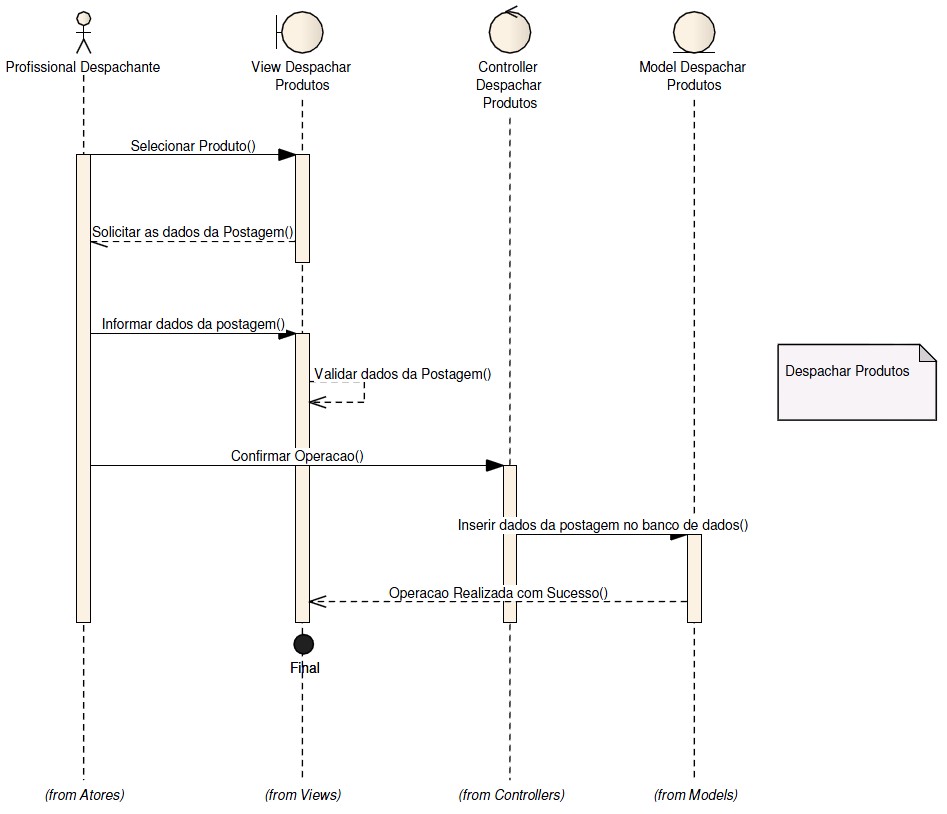 Profissional Despachante
View Despachar
Produtos
Controller
Despachar
Produtos
Model Despachar
Produtos
Selecionar Produto()
Solicitar as dados da Postagem()
Informar dados da postagem()
Validar dados da Postagem()
Despachar Produtos
Confirmar Operacao()
Inserir dados da postagem no banco de dados()
Operacao Realizada com Sucesso()
Final
(from Atores)
(from Views)
(from Controllers)
(from Models)